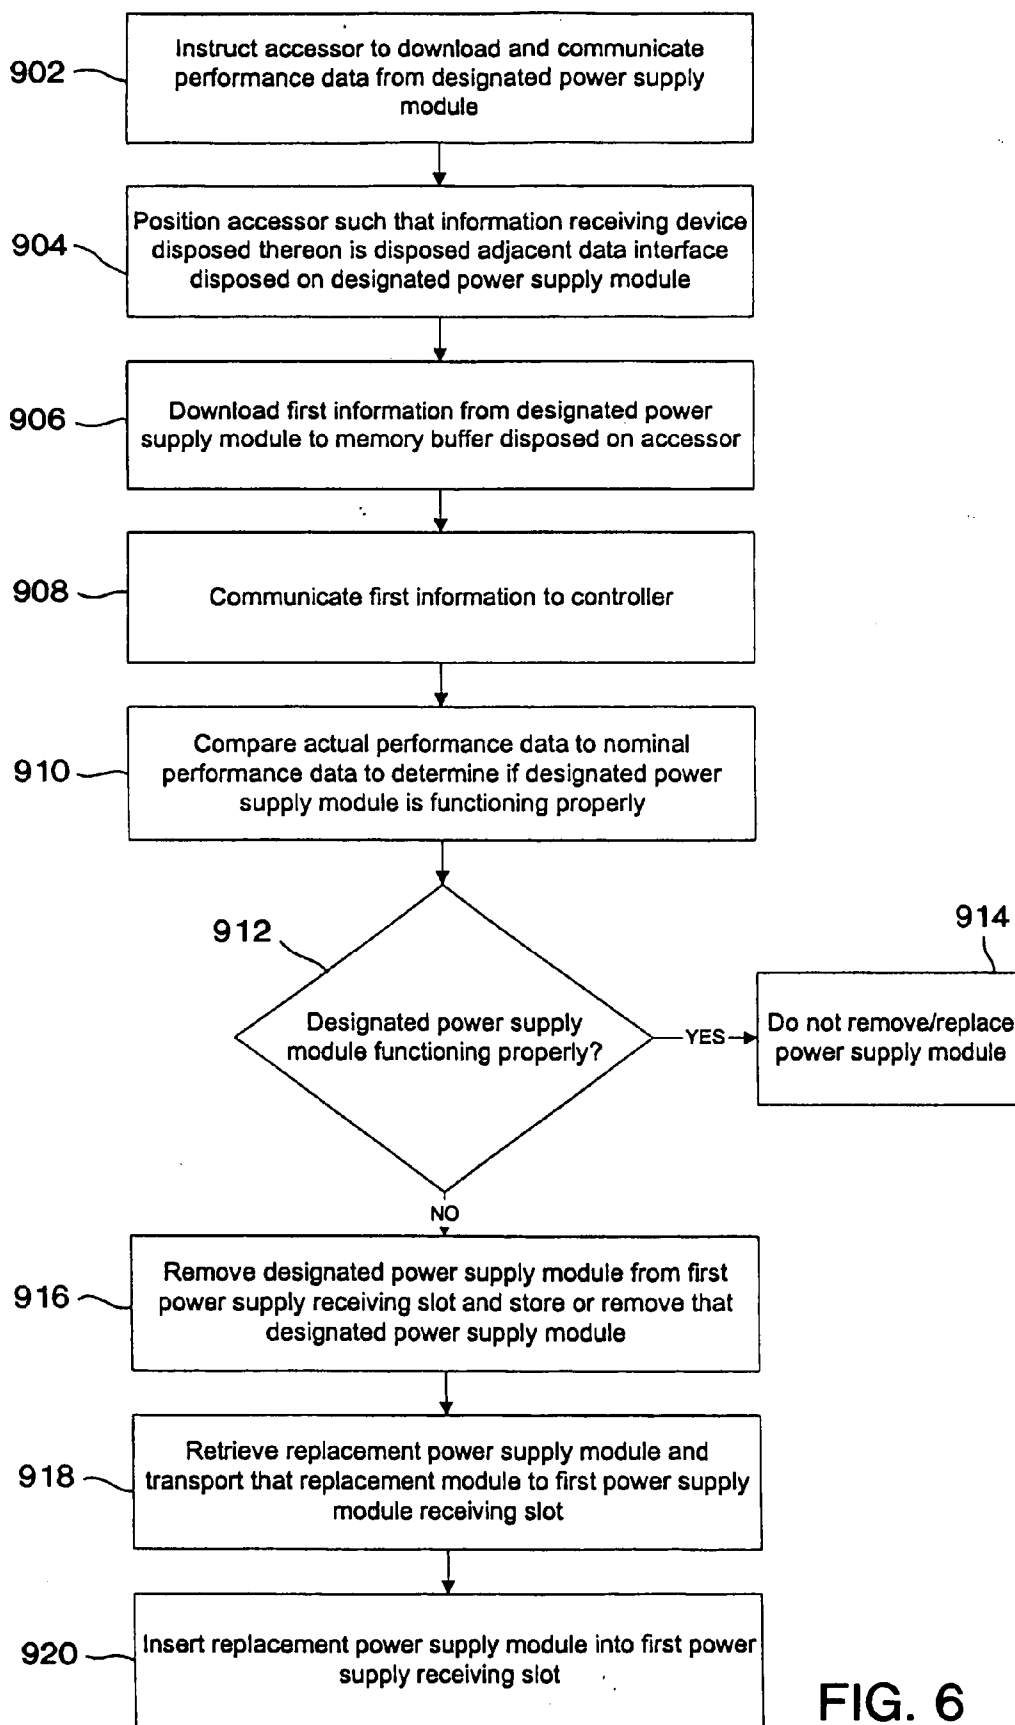 902
Instruct accessor to download and communicate
performance data from designated power supply
module
904
Position accessor such that information receiving device
disposed thereon is disposed adjacent data interface
disposed on designated power supply module
906
Download first information from designated power
supply module to memory buffer disposed on accessor
908
Communicate first information to controller
910
Compare actual performance data to nominal
performance data to determine if designated power
supply module is functioning properly
912
Designated power supply
module functioning properly?
YES
914
Do not remove/replace
power supply module
NO
916
Remove designated power supply module from first
power supply receiving slot and store or remove that
designated power supply module
918
Retrieve replacement power supply module and
transport that replacement module to first power supply
module receiving slot
920
Insert replacement power supply module into first power
supply receiving slot
FIG. 6